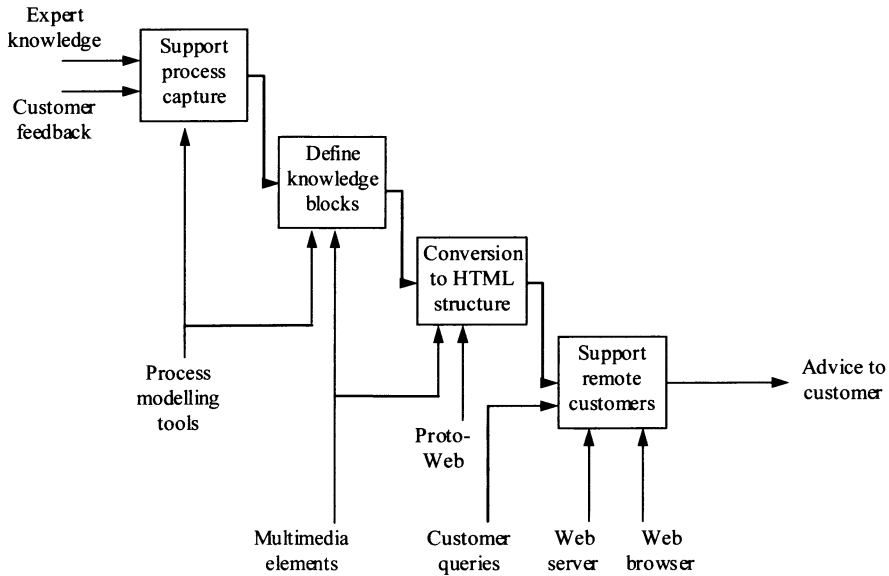 Expert
knowledge
Customer
feedback
Support
process
capture
Define
knowledge
blocks
Conversion
to HTML
structure
Support
remote
customers
Advice to
customer
Process
modelling
tools
Proto-
Web
Multimedia
elements
Customer
queries
Web
server
Web
browser